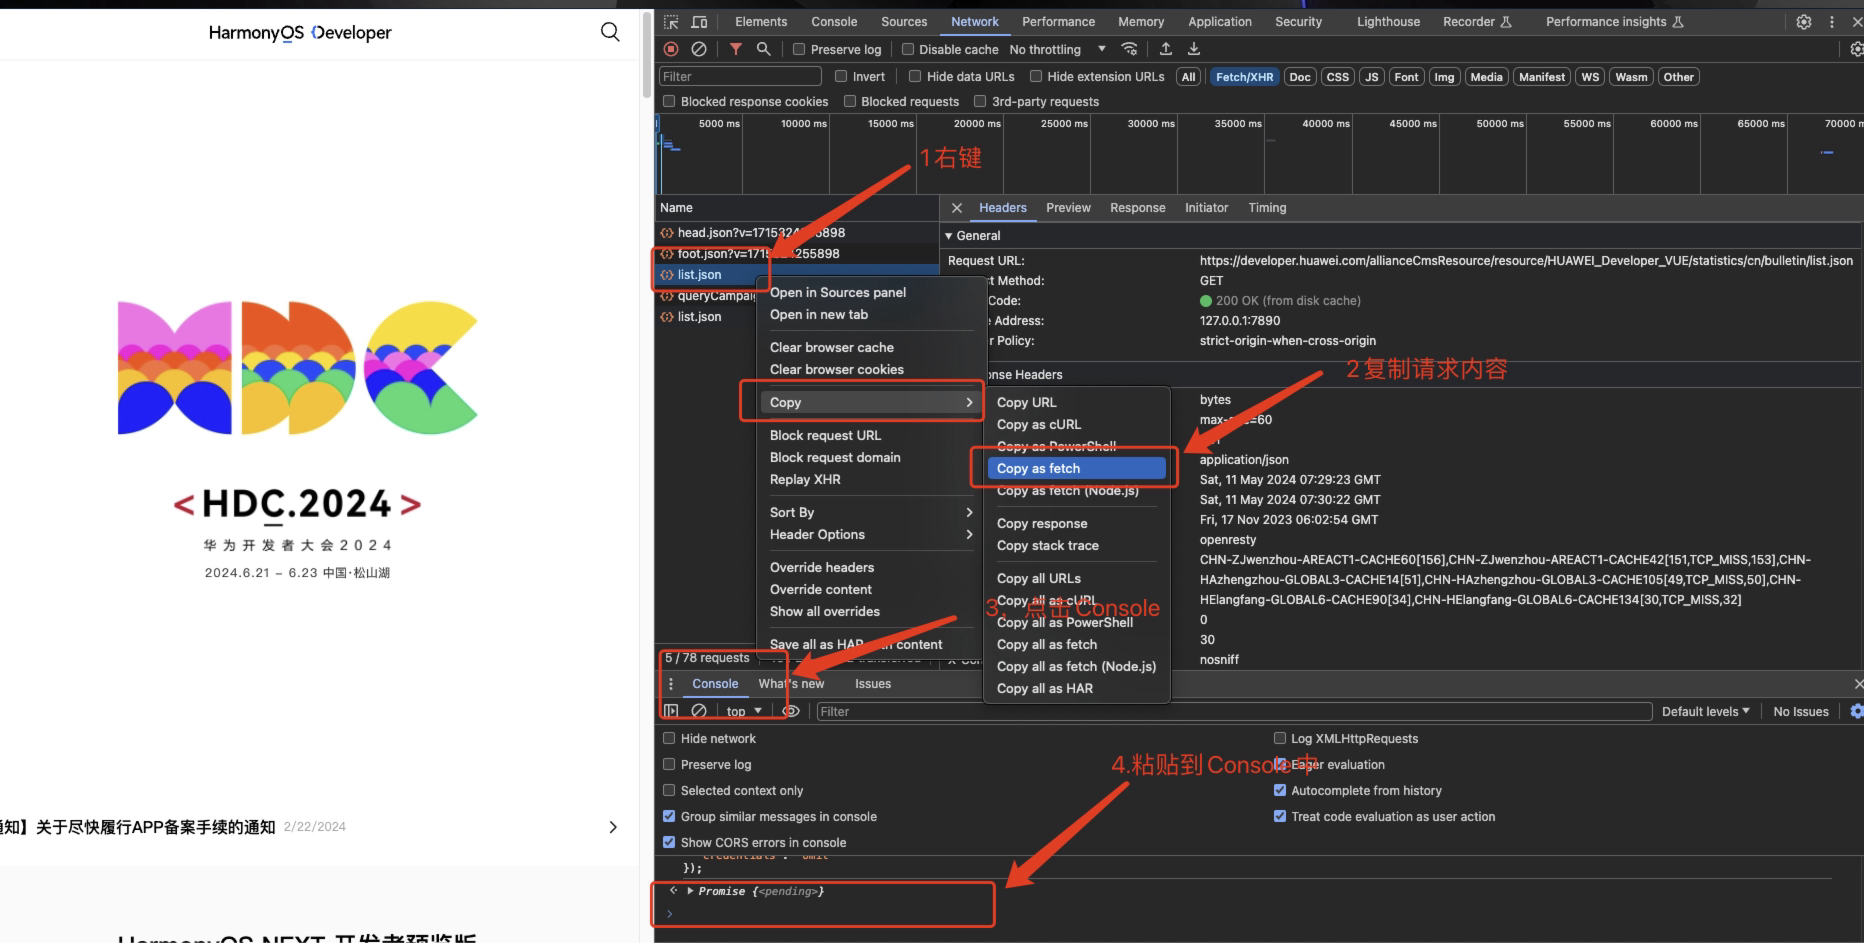 HarmonyOS Developer
<HDC.2024>
华为开发者大会2024
2024.6.21 – 6.23 中国·松山湖
知】关于尽快履行APP备案手续的通知 2/22/2024
HarmonyOS NEXT 开发者预览版
Elements Console Sources Network Performance Memory Application Security Lighthouse Recorder Performance insights
Preserve log Disable cache No throttling
Filter Invert Hide data URLs Hide extension URLs All Fetch/XHR Doc CSS JS Font Img Media Manifest WS Wasm Other
Blocked response cookies Blocked requests 3rd-party requests
5000 ms 10000 ms 15000 ms 20000 ms 25000 ms 30000 ms 35000 ms 40000 ms 45000 ms 50000 ms 55000 ms 60000 ms 65000 ms 70000 m
1右键
Name
head.json?v=1715324255898
foot.json?v=1715324255898
list.json
queryCampai
list.json
5 / 78 requests
Headers Preview Response Initiator Timing
General
Request URL: https://developer.huawei.com/allianceCmsResource/resource/HUAWEI_Developer_VUE/statistics/cn/bulletin/list.json
t Method: GET
Code: 200 OK (from disk cache)
Address: 127.0.0.1:7890
r Policy: strict-origin-when-cross-origin
2复制请求内容
onse Headers
bytes
max-age=60
application/json
Sat, 11 May 2024 07:29:23 GMT
Sat, 11 May 2024 07:30:22 GMT
Fri, 17 Nov 2023 06:02:54 GMT
openresty
CHN-ZJwenzhou-AREACT1-CACHE60[156],CHN-ZJwenzhou-AREACT1-CACHE42[151,TCP_MISS,153],CHN-
HAzhengzhou-GLOBAL3-CACHE14[51],CHN-HAzhengzhou-GLOBAL3-CACHE105[49,TCP_MISS,50],CHN-
HElangfang-GLOBAL6-CACHE90[34],CHN-HElangfang-GLOBAL6-CACHE134[30,TCP_MISS,32]
0
30
nosniff
Open in Sources panel
Open in new tab
Clear browser cache
Clear browser cookies
Copy
Block request URL
Block request domain
Replay XHR
Sort By
Header Options
Override headers
Override content
Show all overrides
Save all as HAR with content
Copy URL
Copy as cURL
Copy as PowerShell
Copy as fetch
Copy as fetch (Node.js)
Copy response
Copy stack trace
Copy all URLs
Copy all as cURL
Copy all as PowerShell
Copy all as fetch
Copy all as fetch (Node.js)
Copy all as HAR
3、点击Console
Console What's new Issues
top Filter Default levels No Issues
Hide network Log XMLHttpRequests
Preserve log Eager evaluation
Selected context only Autocomplete from history
Group similar messages in console Treat code evaluation as user action
Show CORS errors in console
4.粘贴到Console中
"credentials": "omit"
});
Promise {<pending>}